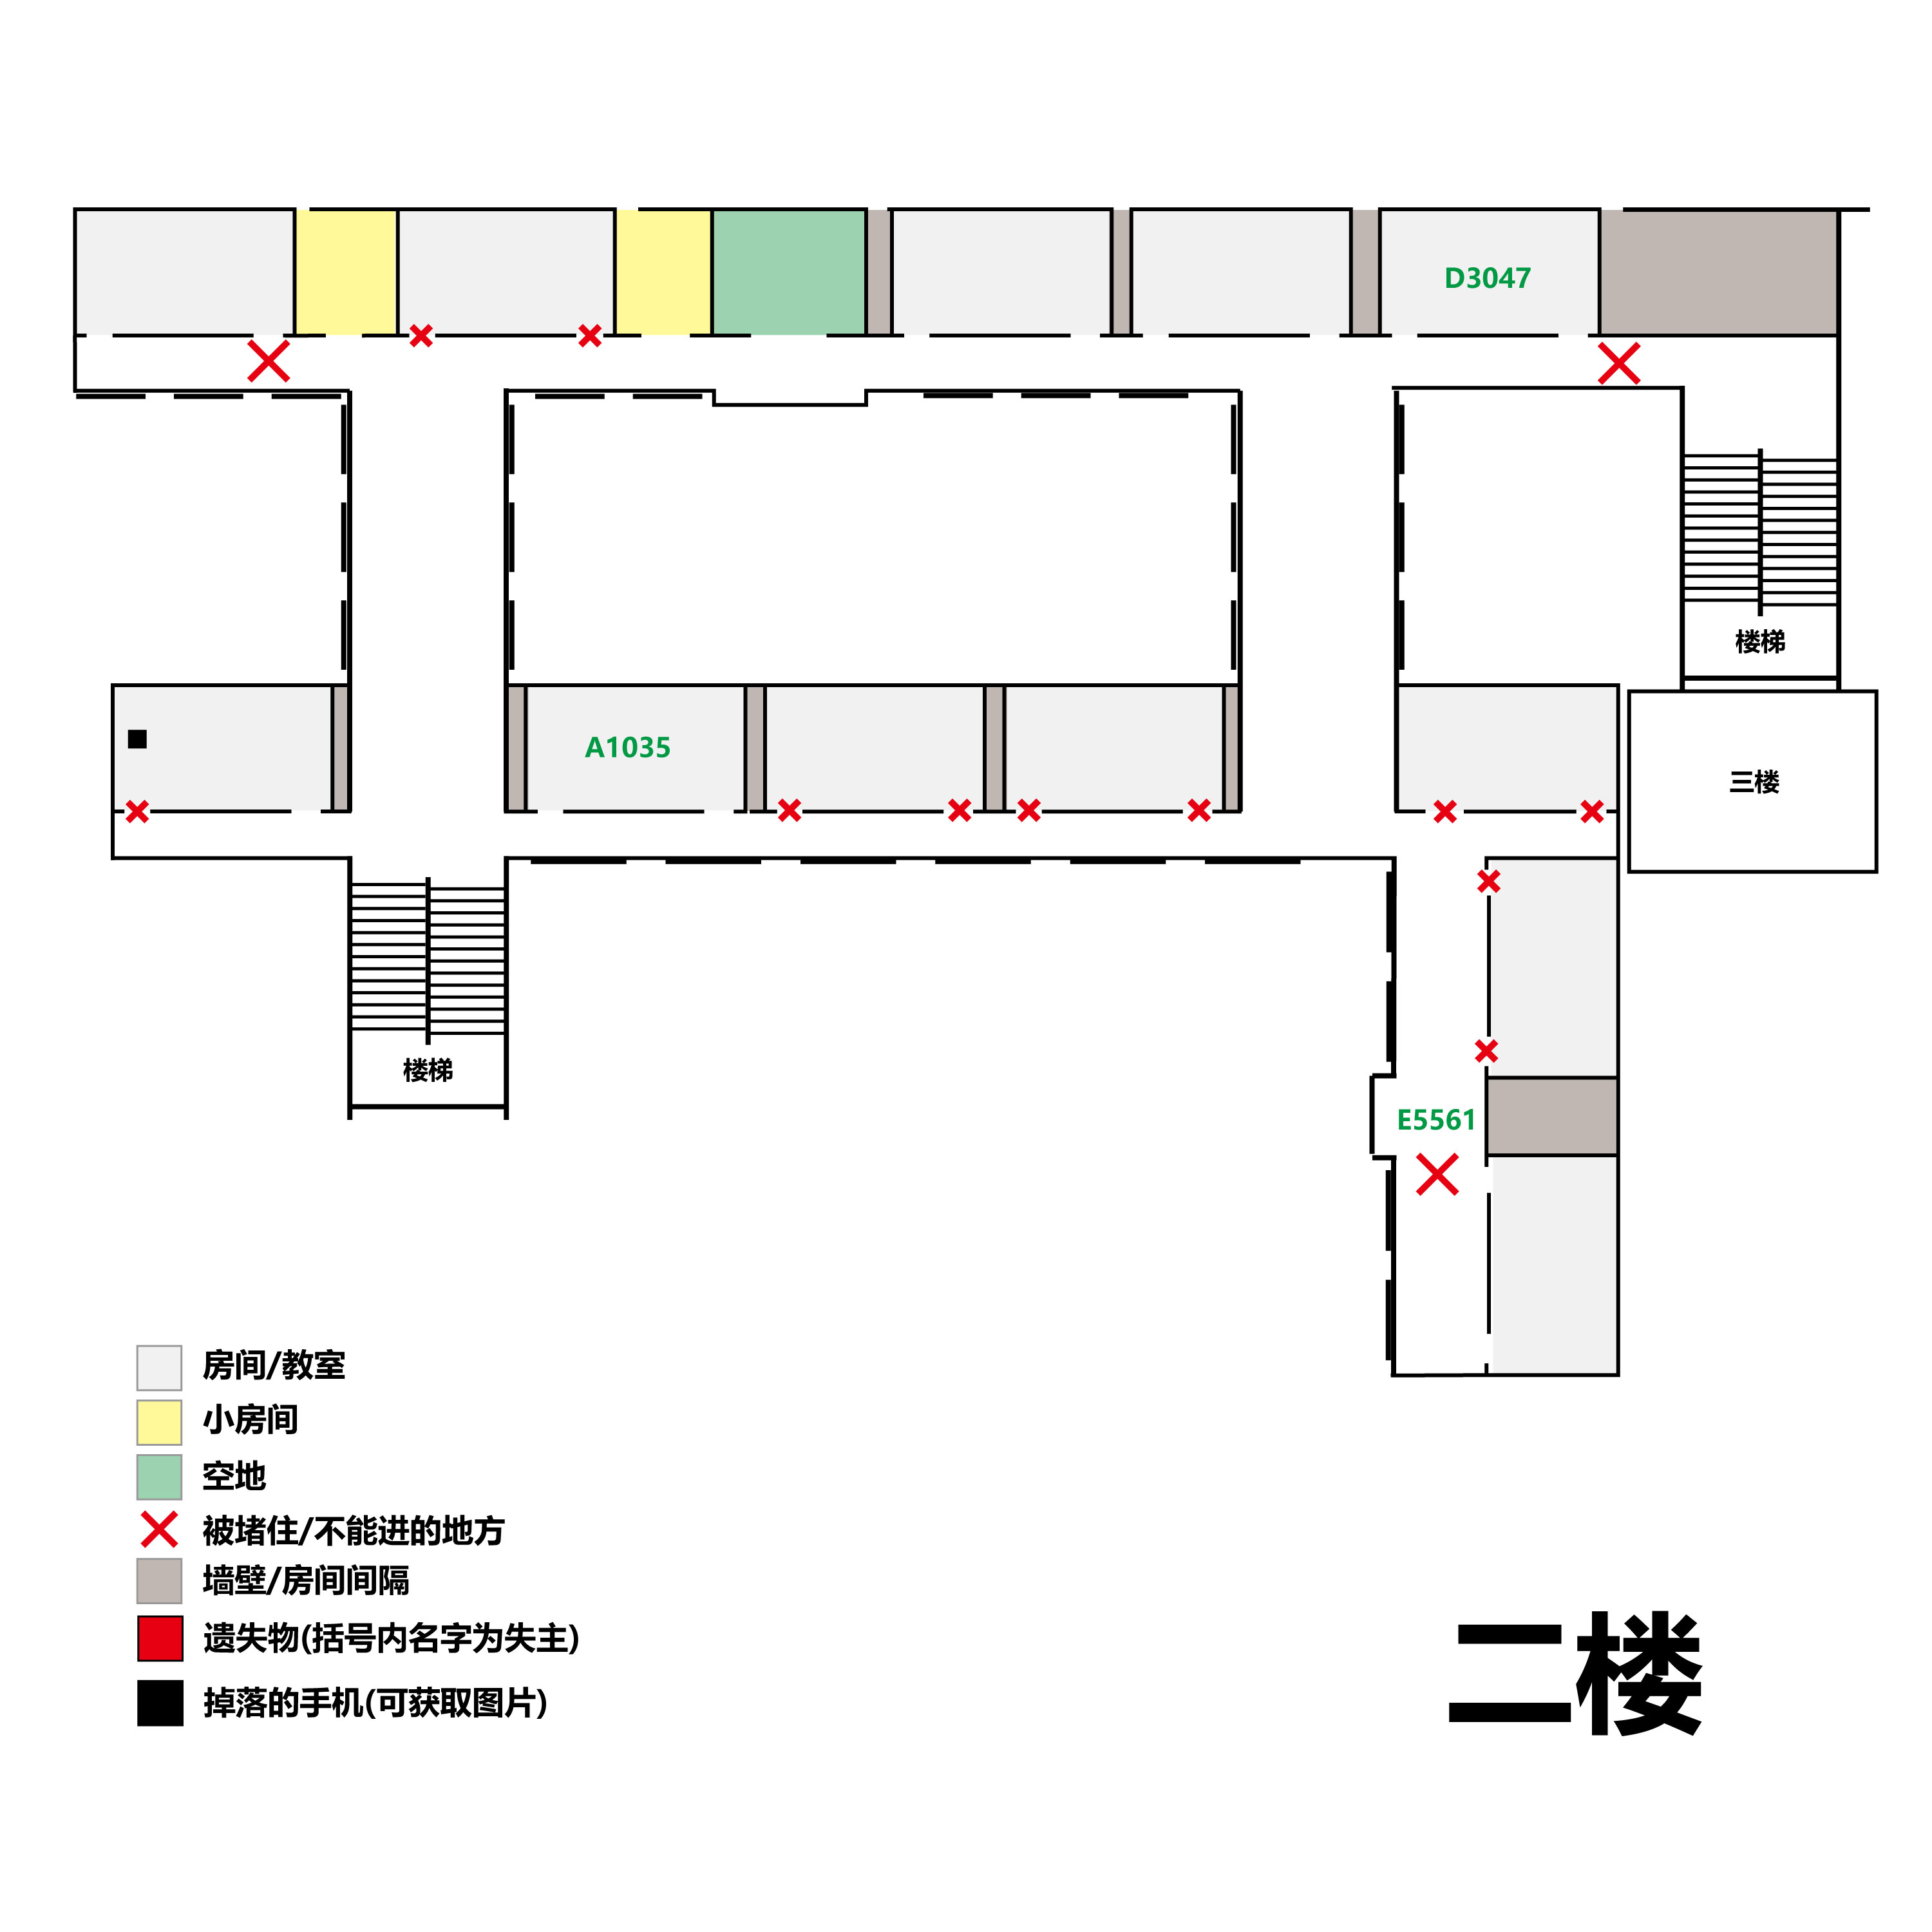 D3047
楼梯
A1035
三楼
楼梯
E5561
房间/教室
小房间
空地
被堵住/不能进的地方
墙壁/房间间隔
遗失物(括号内名字为失主)
掉落的手机(可获取图片)
二楼